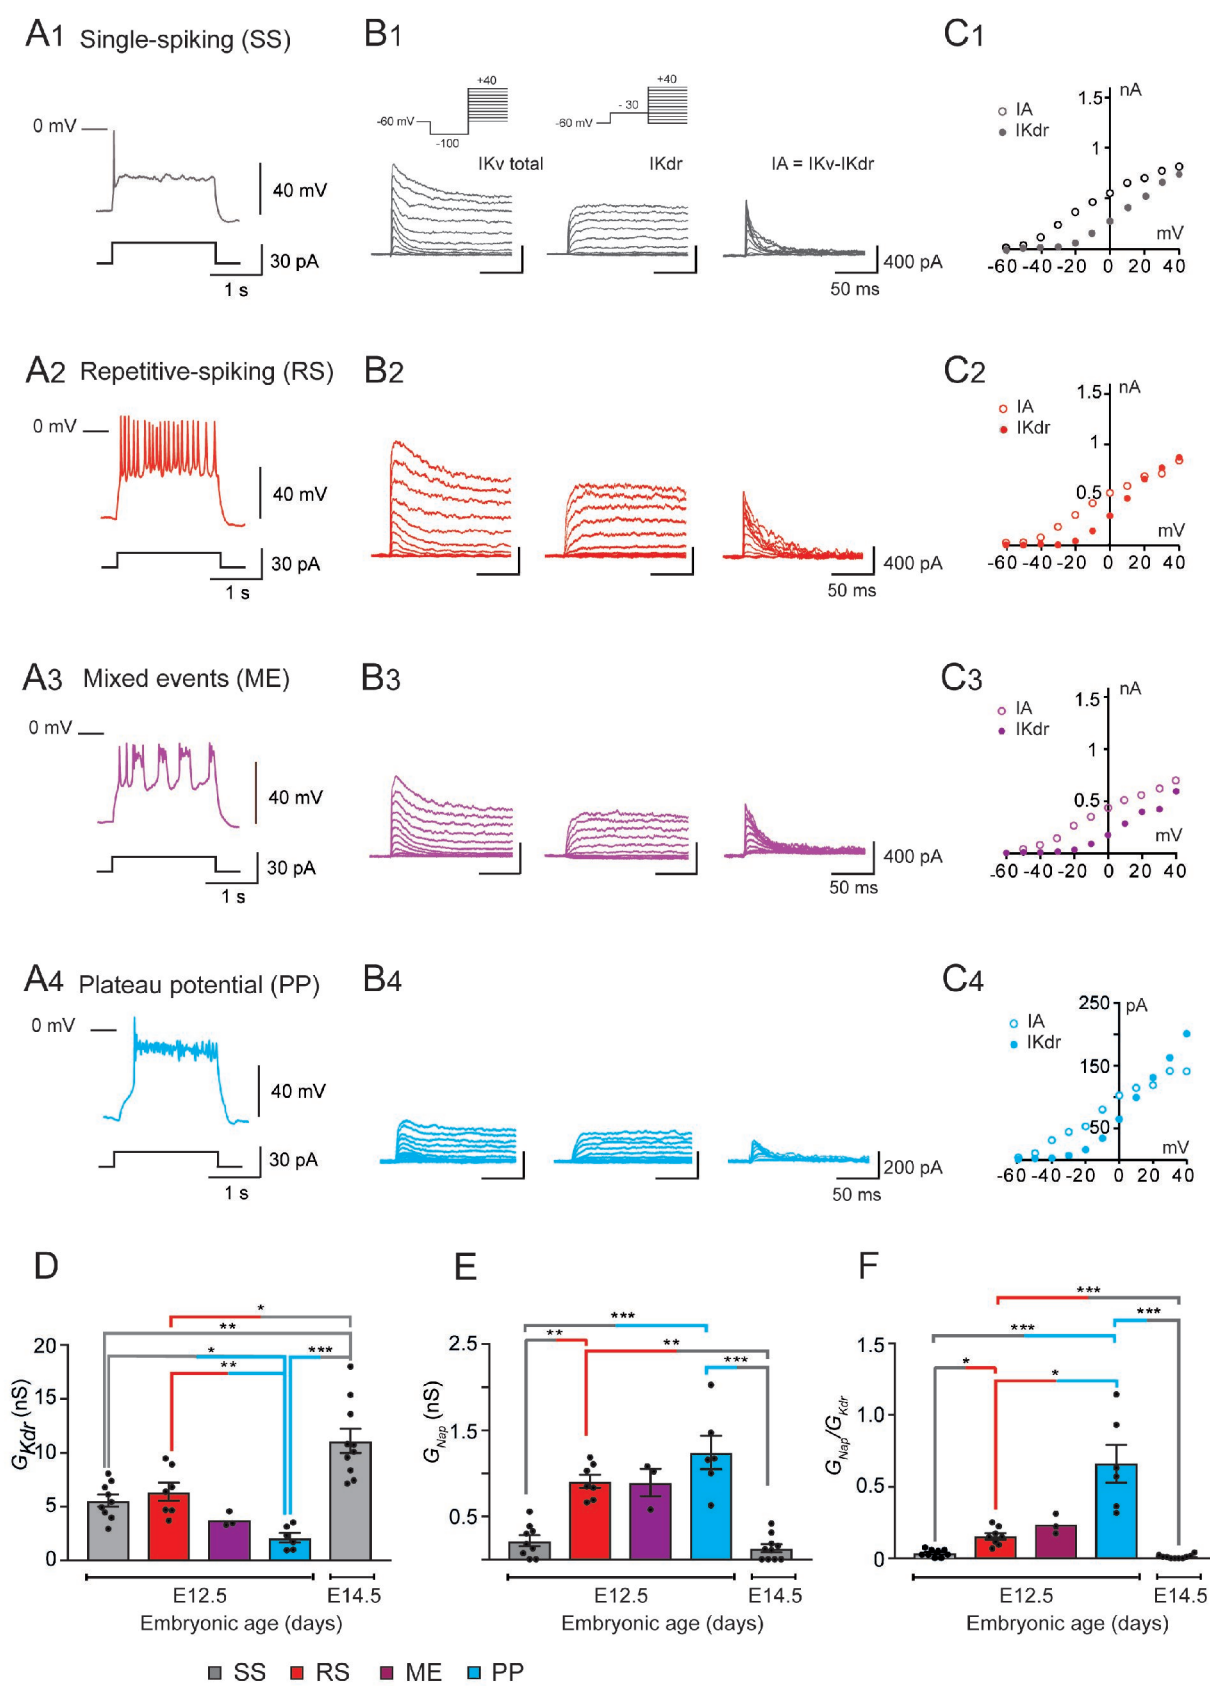 A1 Single-spiking (SS)
0 mV
40 mV
30 pA
1 s
B1
+40
-60 mV
-100
+40
- 30
-60 mV
IKv total
IKdr
IA = IKv-IKdr
400 pA
50 ms
C1
nA
1.5
1
IA
IKdr
mV
-60 -40 -20 0 20 40
A2 Repetitive-spiking (RS)
0 mV
40 mV
30 pA
1 s
B2
400 pA
50 ms
C2
nA
1.5
1
0.5
IA
IKdr
mV
-60 -40 -20 0 20 40
A3 Mixed events (ME)
0 mV
40 mV
30 pA
1 s
B3
400 pA
50 ms
C3
nA
1.5
1
0.5
IA
IKdr
mV
-60 -40 -20 0 20 40
A4 Plateau potential (PP)
0 mV
40 mV
30 pA
1 s
B4
200 pA
50 ms
C4
250 pA
150
50
IA
IKdr
mV
-60 -40 -20 0 20 40
D
*
**
*
***
**
GKdr (nS)
20
15
10
5
0
E12.5
E14.5
Embryonic age (days)
E
***
**
**
***
GNap (nS)
2.5
1.5
0.5
E12.5
E14.5
Embryonic age (days)
F
***
***
***
*
*
GNap/GKdr
1.5
1.0
0.5
0
E12.5
E14.5
Embryonic age (days)
SS RS ME PP